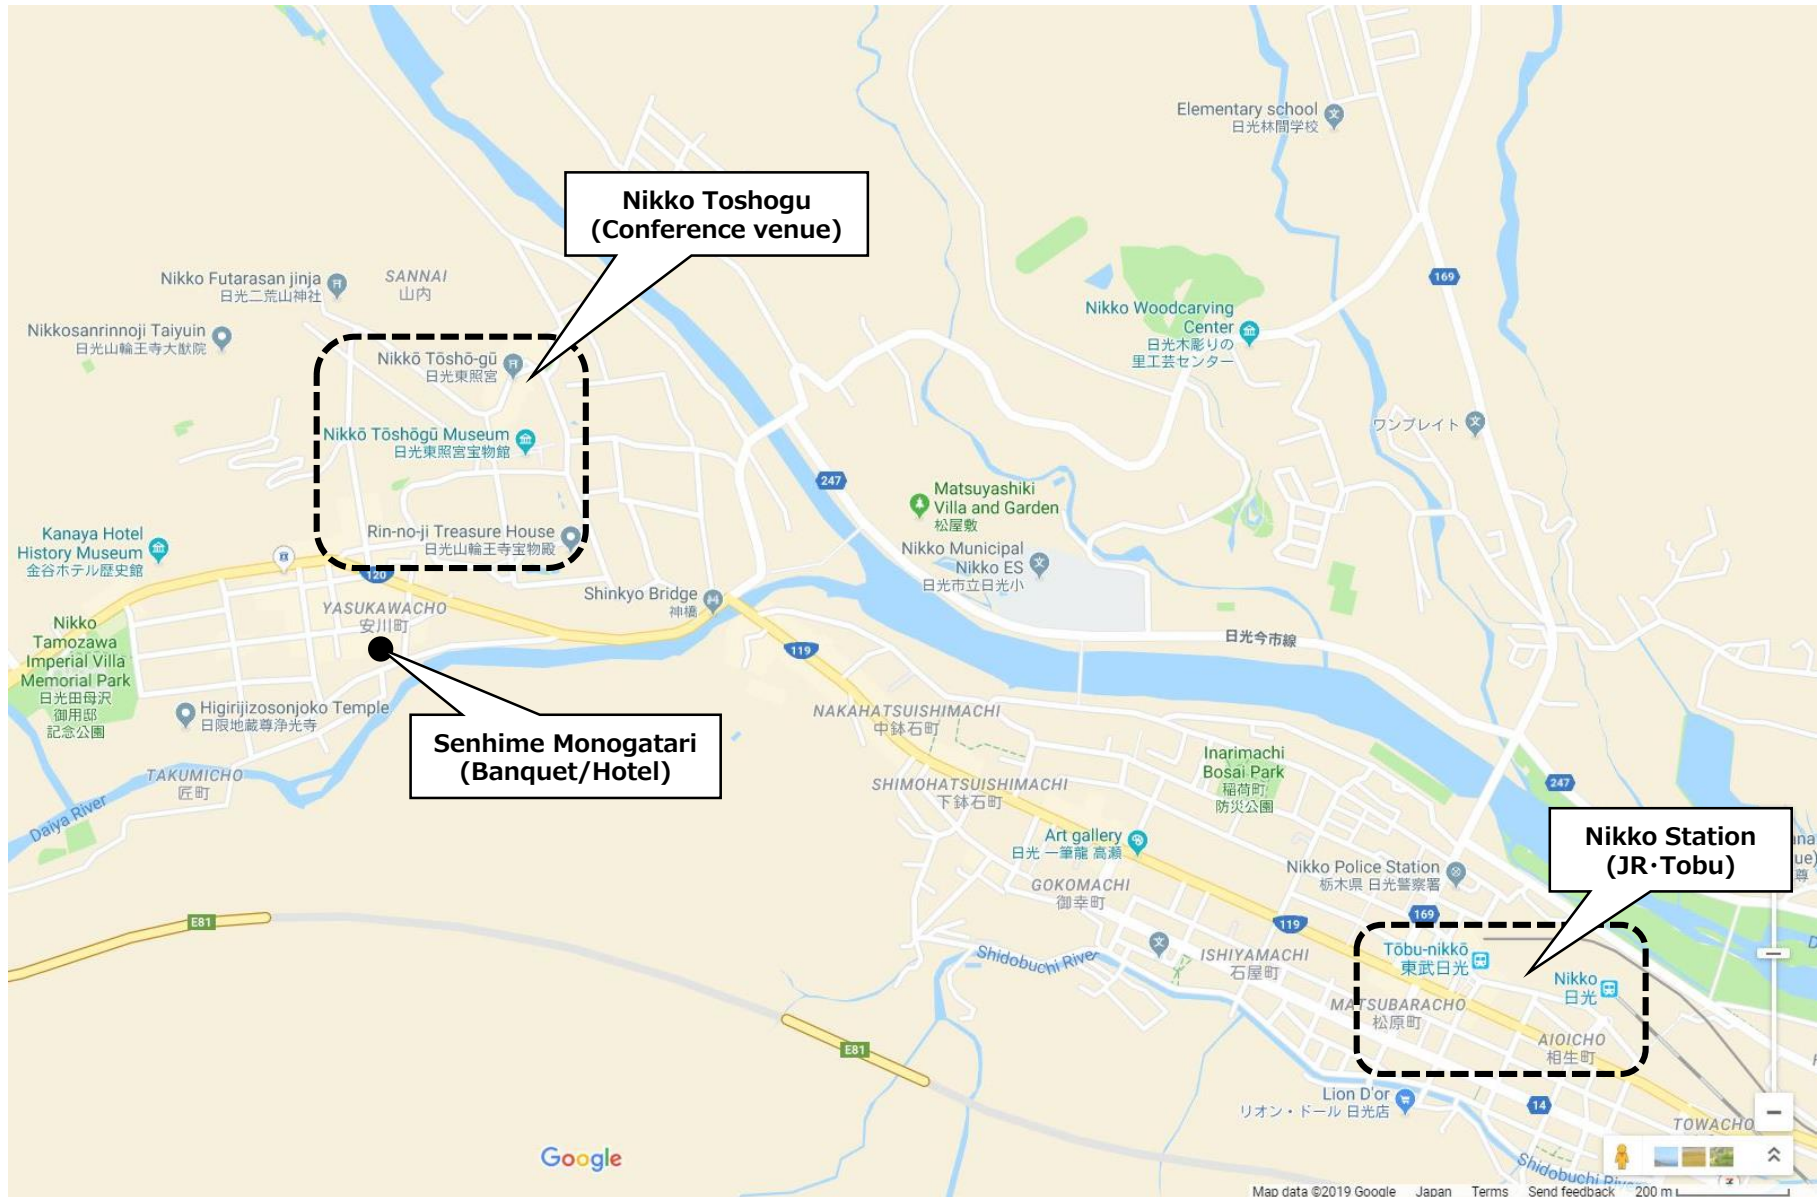 Elementary school
日光林間学校
Nikko Toshogu
(Conference venue)
169
Nikko Futarasan jinja
日光二荒山神社
SANNAI
山内
Nikkosanrinnoji Taiyuin
日光山輪王寺大猷院
Nikkō Tōshō-gū
日光東照宮
Nikko Woodcarving
Center
日光木彫りの
里工芸センター
Nikkō Tōshōgū Museum
日光東照宮宝物館
ワンプレイト
247
Matsuyashiki
Villa and Garden
松屋敷
Kanaya Hotel
History Museum
金谷ホテル歴史館
Rin-no-ji Treasure House
日光山輪王寺宝物殿
Nikko Municipal
Nikko ES
日光市立日光小
120
Shinkyo Bridge
神橋
YASUKAWACHO
安川町
Nikko
Tamozawa
Imperial Villa
Memorial Park
日光田母沢
御用邸
記念公園
119
日光今市線
Higirijizosonjoko Temple
日限地蔵尊浄光寺
Senhime Monogatari
(Banquet/Hotel)
NAKAHATSUISHIMACHI
中鉢石町
TAKUMICHO
匠町
Daiya River
SHIMOHATSUISHIMACHI
下鉢石町
Inarimachi
Bosai Park
稲荷町
防災公園
247
Art gallery
日光 一筆龍 高瀬
Nikko Station
(JR･Tobu)
ana
ue)
尊
Nikko Police Station
栃木県 日光警察署
GOKOMACHI
御幸町
E81
119
169
Shidobuchi River
ISHIYAMACHI
石屋町
Tōbu-nikkō
東武日光
Nikko
日光
D
MATSUBARACHO
松原町
E81
AIOICHO
相生町
Lion D'or
リオン・ドール 日光店
14
TOWACHO
Google
Shidobuchi River
Map data ©2019 Google Japan Terms Send feedback 200 m